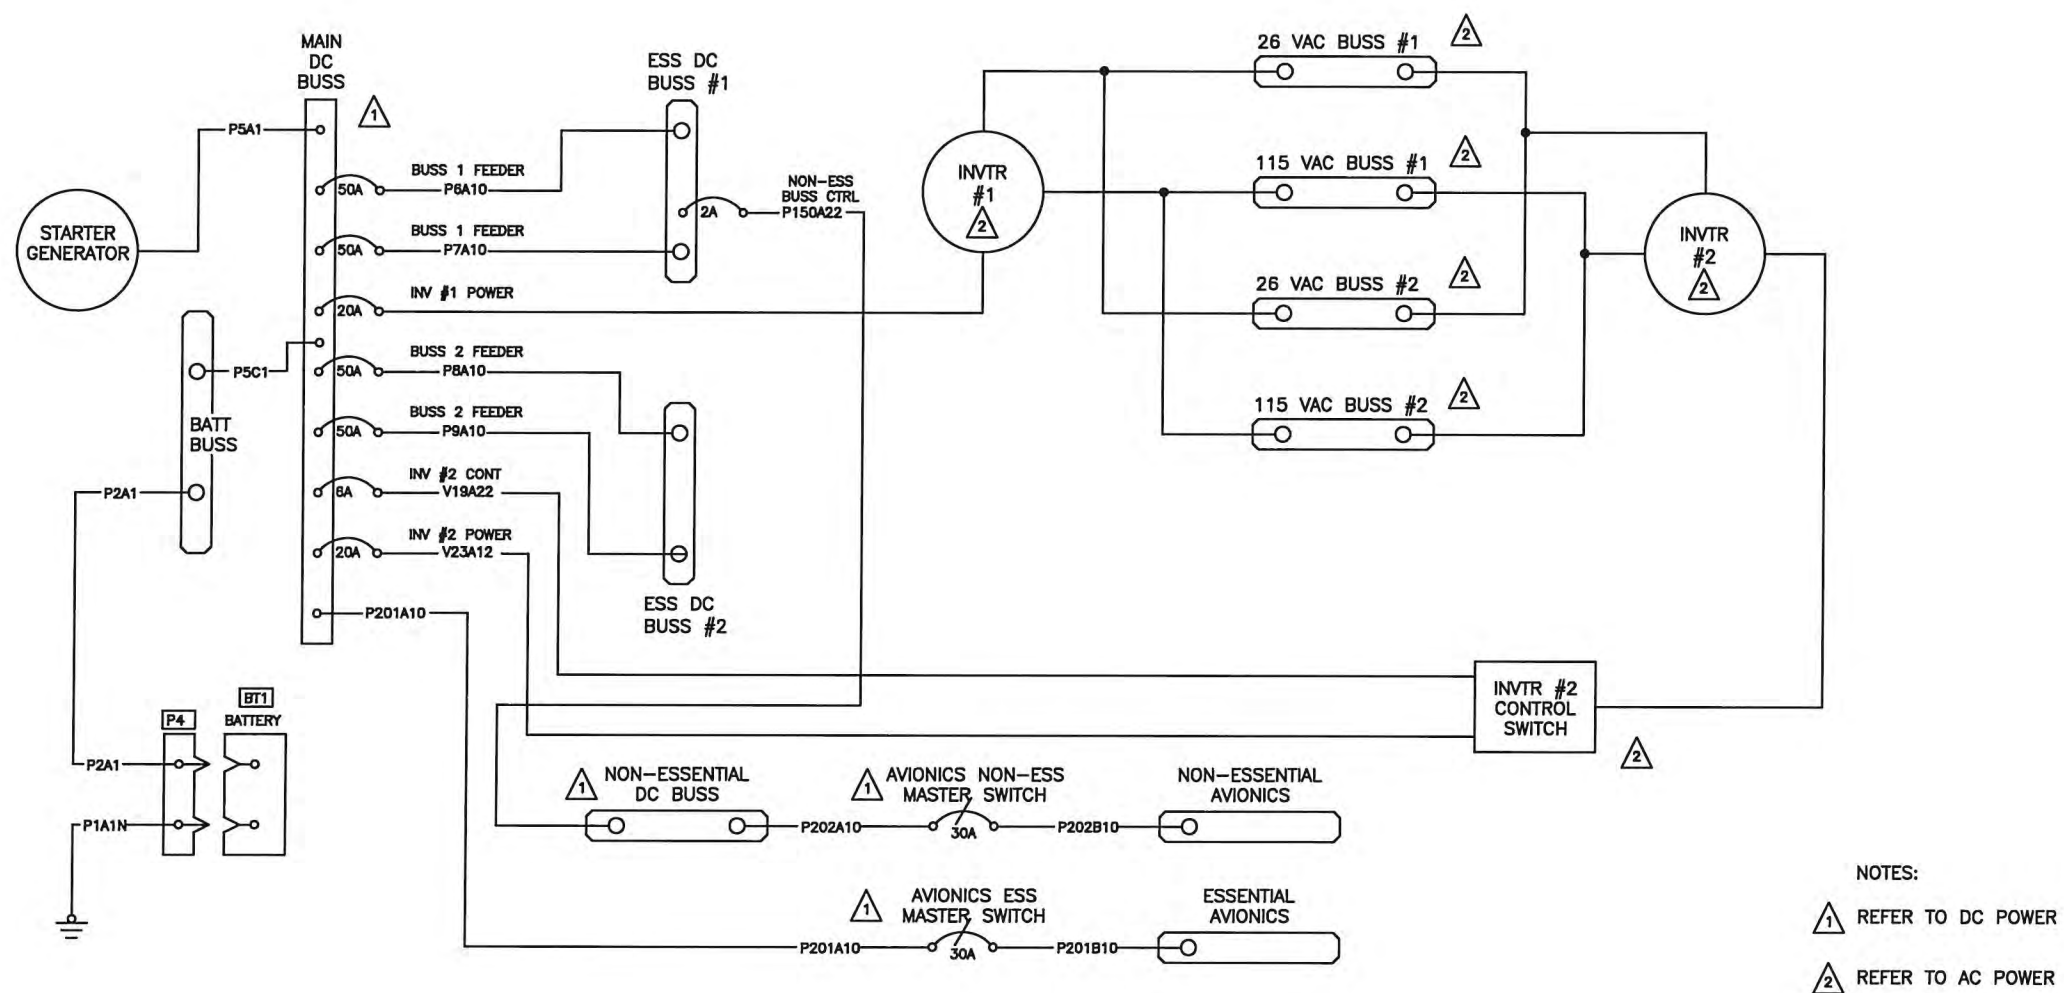 MAIN
DC
BUSS
1
ESS DC
BUSS #1
26 VAC BUSS #1
2
P5A1
BUSS 1 FEEDER
50A
P6A10
NON-ESS
BUSS CTRL
2A
P150A22
INVTR
#1
2
115 VAC BUSS #1
2
STARTER
GENERATOR
BUSS 1 FEEDER
50A
P7A10
INVTR
#2
2
INV #1 POWER
20A
26 VAC BUSS #2
2
BUSS 2 FEEDER
P5C1
50A
P8A10
BATT
BUSS
BUSS 2 FEEDER
50A
P9A10
115 VAC BUSS #2
2
INV #2 CONT
P2A1
6A
V19A22
INV #2 POWER
20A
V23A12
P201A10
ESS DC
BUSS #2
P4
BT1
BATTERY
INVTR #2
CONTROL
SWITCH
2
P2A1
P1A1N
1
NON-ESSENTIAL
DC BUSS
1
AVIONICS NON-ESS
MASTER SWITCH
NON-ESSENTIAL
AVIONICS
P202A10
30A
P202B10
1
AVIONICS ESS
MASTER SWITCH
ESSENTIAL
AVIONICS
P201A10
30A
P201B10
NOTES:
1 REFER TO DC POWER
2 REFER TO AC POWER